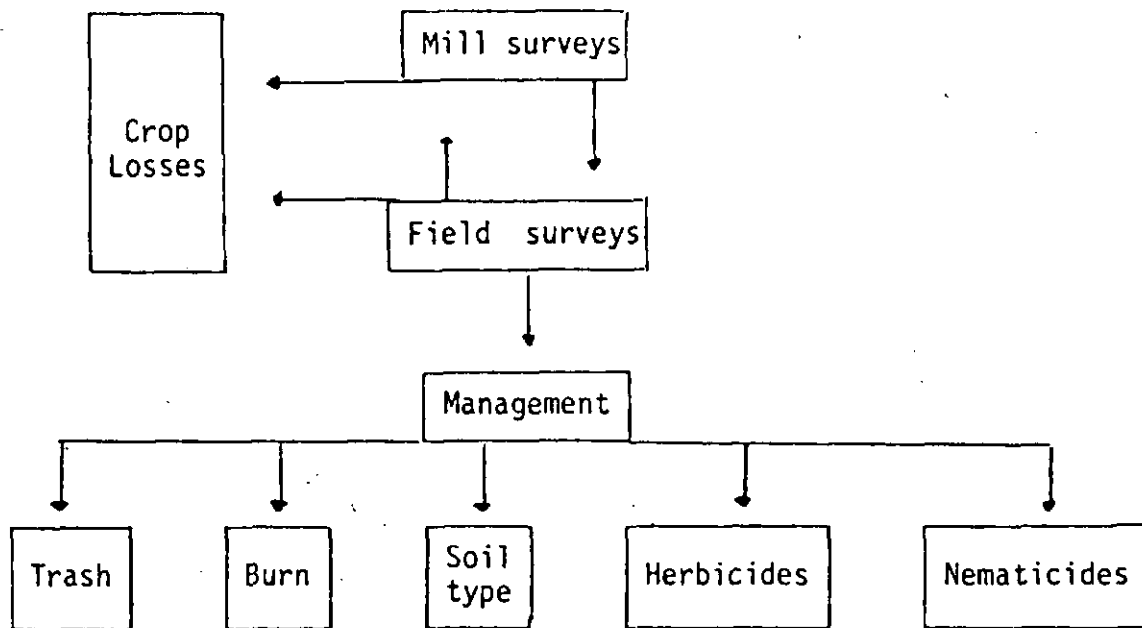 Mill surveys
Crop
Losses
Field surveys
Management
Trash
Burn
Soil
type
Herbicides
Nematicides